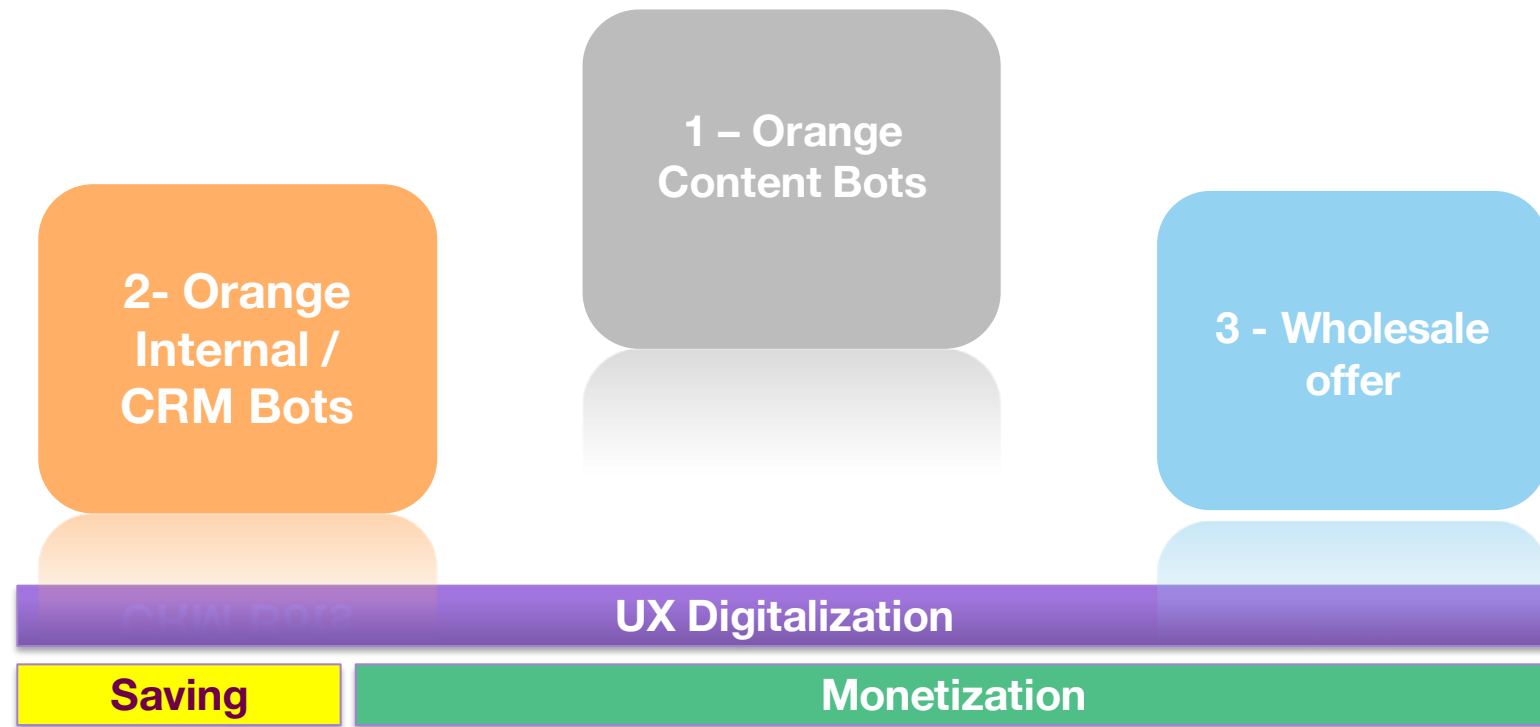 1 – Orange
Content Bots
2- Orange
Internal /
CRM Bots
3 - Wholesale
offer
UX Digitalization
Saving
Monetization